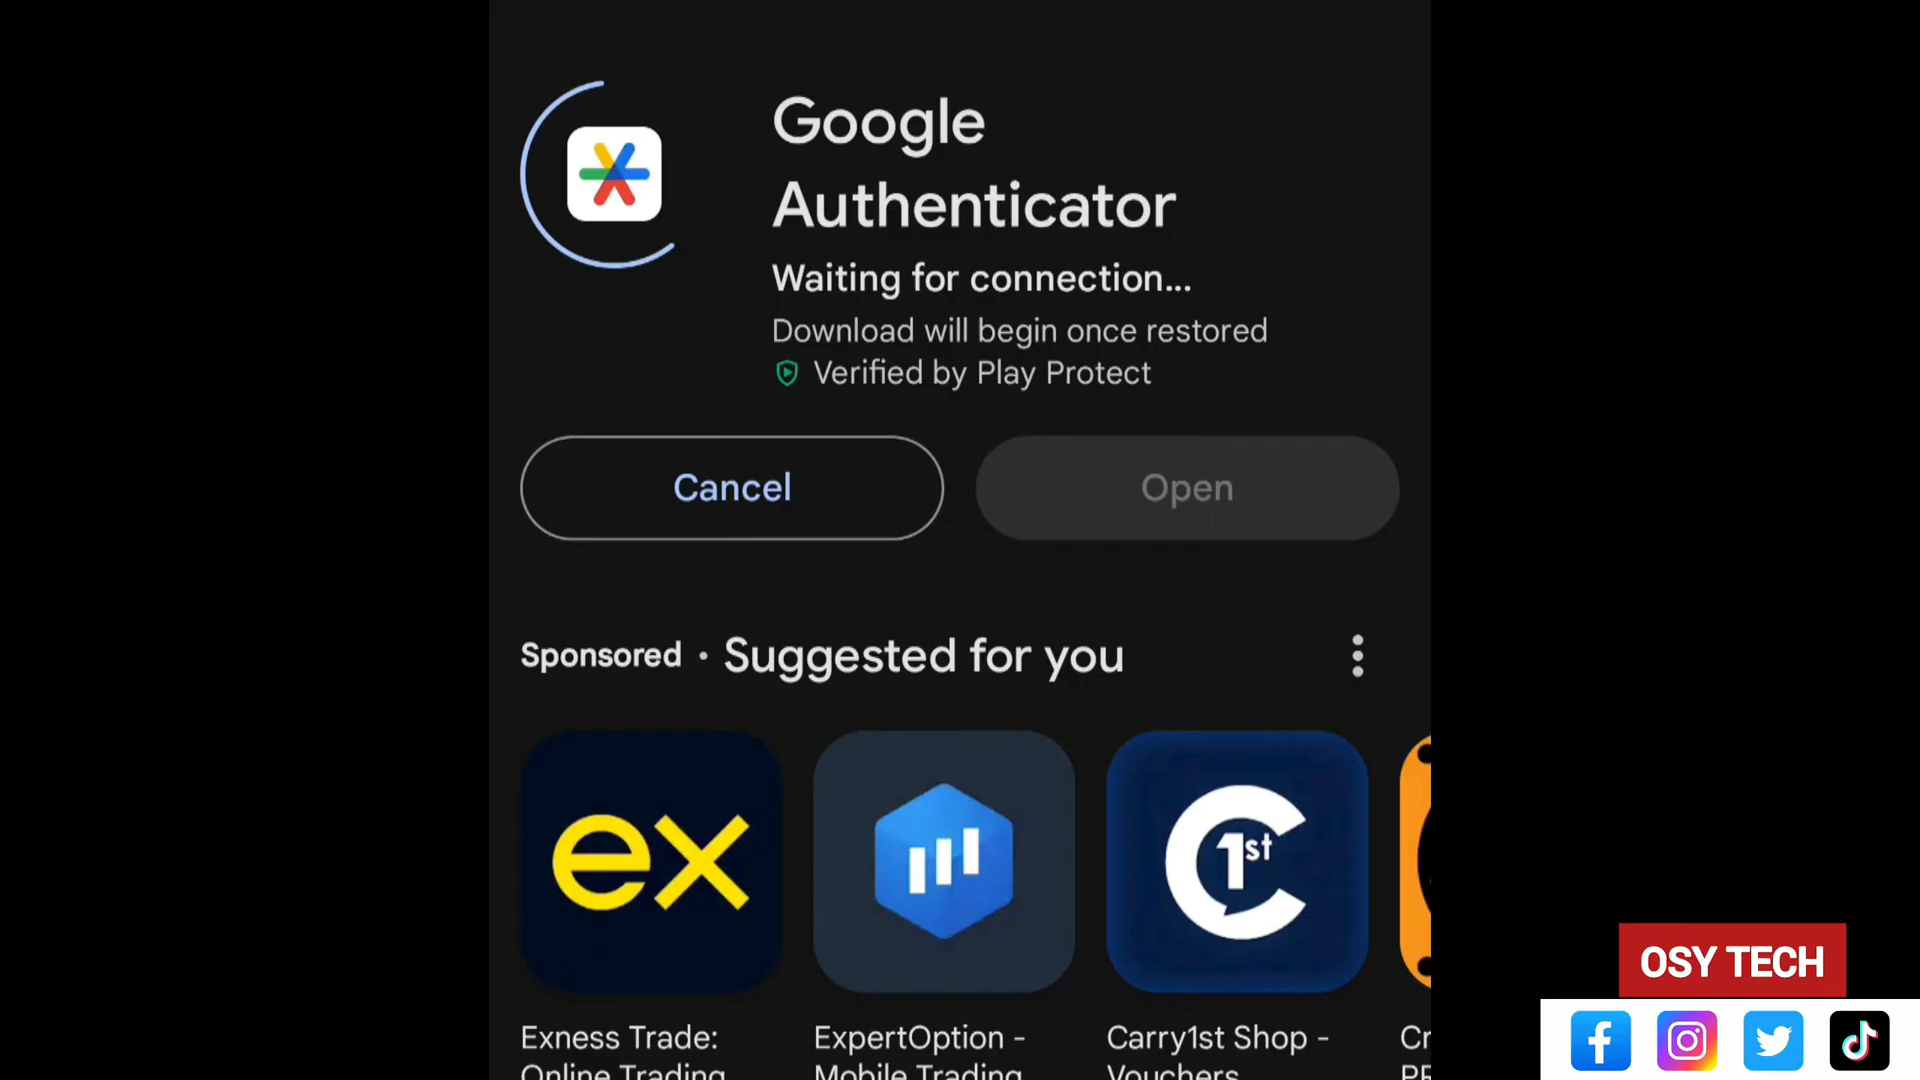 Google
Authenticator
Waiting for connection...
Download will begin once restored
Verified by Play Protect
Cancel
Open
Sponsored • Suggested for you
ex
1st
Exness Trade:
Online Trading
ExpertOption -
Mobile Trading
Carry1st Shop -
Vouchers
Cr
PR
OSY TECH